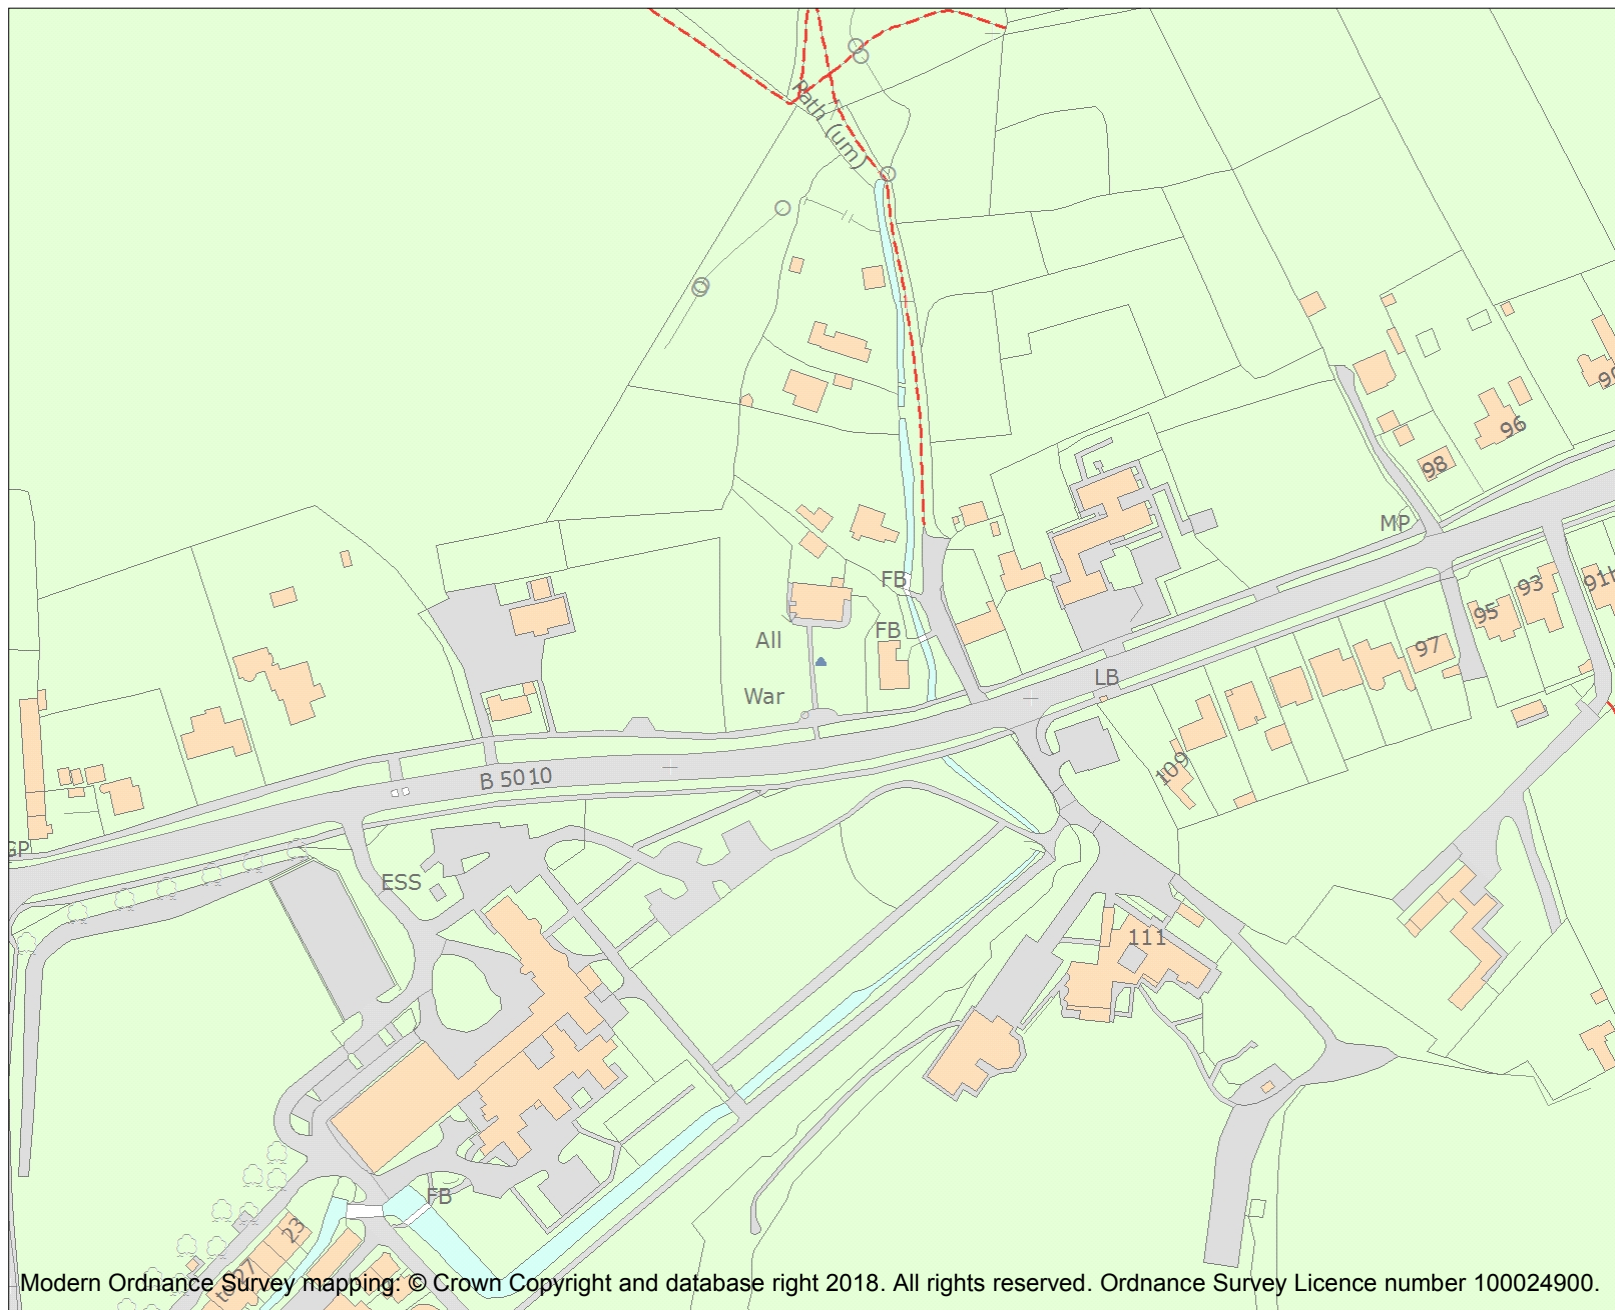 Path (um)
96
98
MP
FB
91b
93
95
FB
All
97
War
LB
B 5010
109
GP
ESS
111
FB
23
to27
Modern Ordnance Survey mapping: © Crown Copyright and database right 2018. All rights reserved. Ordnance Survey Licence number 100024900.